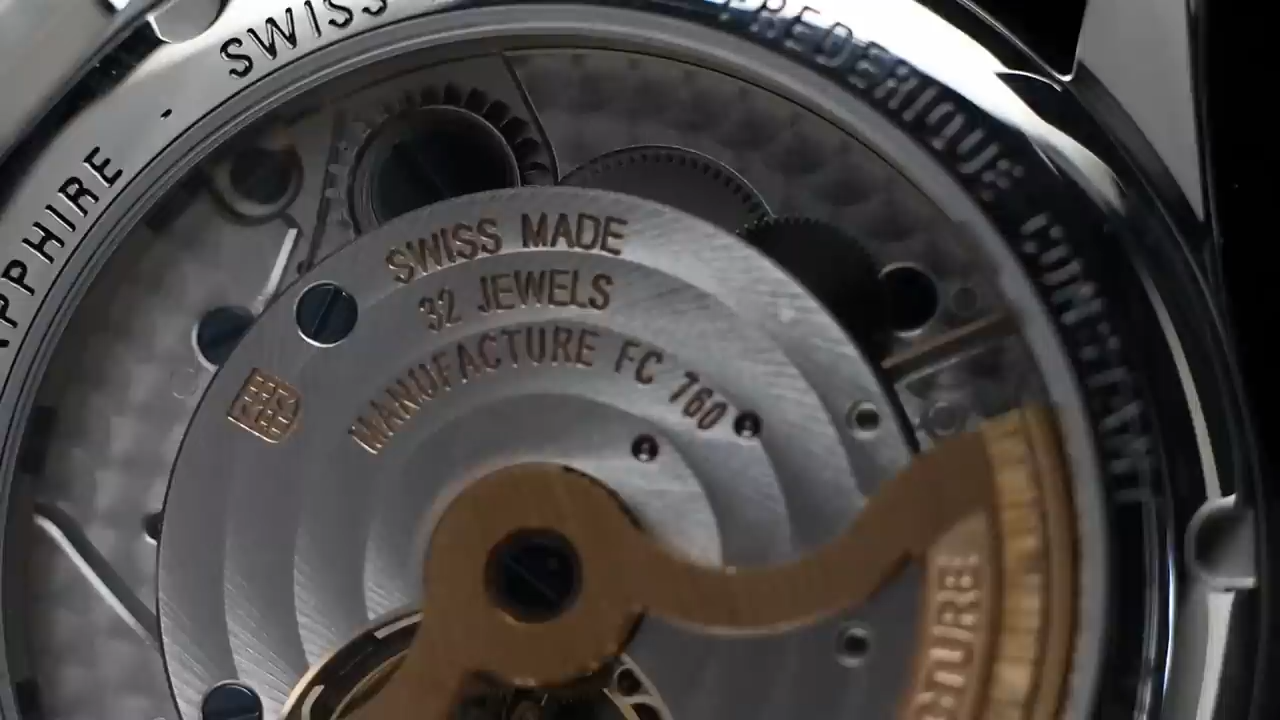 SAPPHIRE - SWISS
FREDERIQUE CONSTANT
SWISS MADE
32 JEWELS
MANUFACTURE FC 760